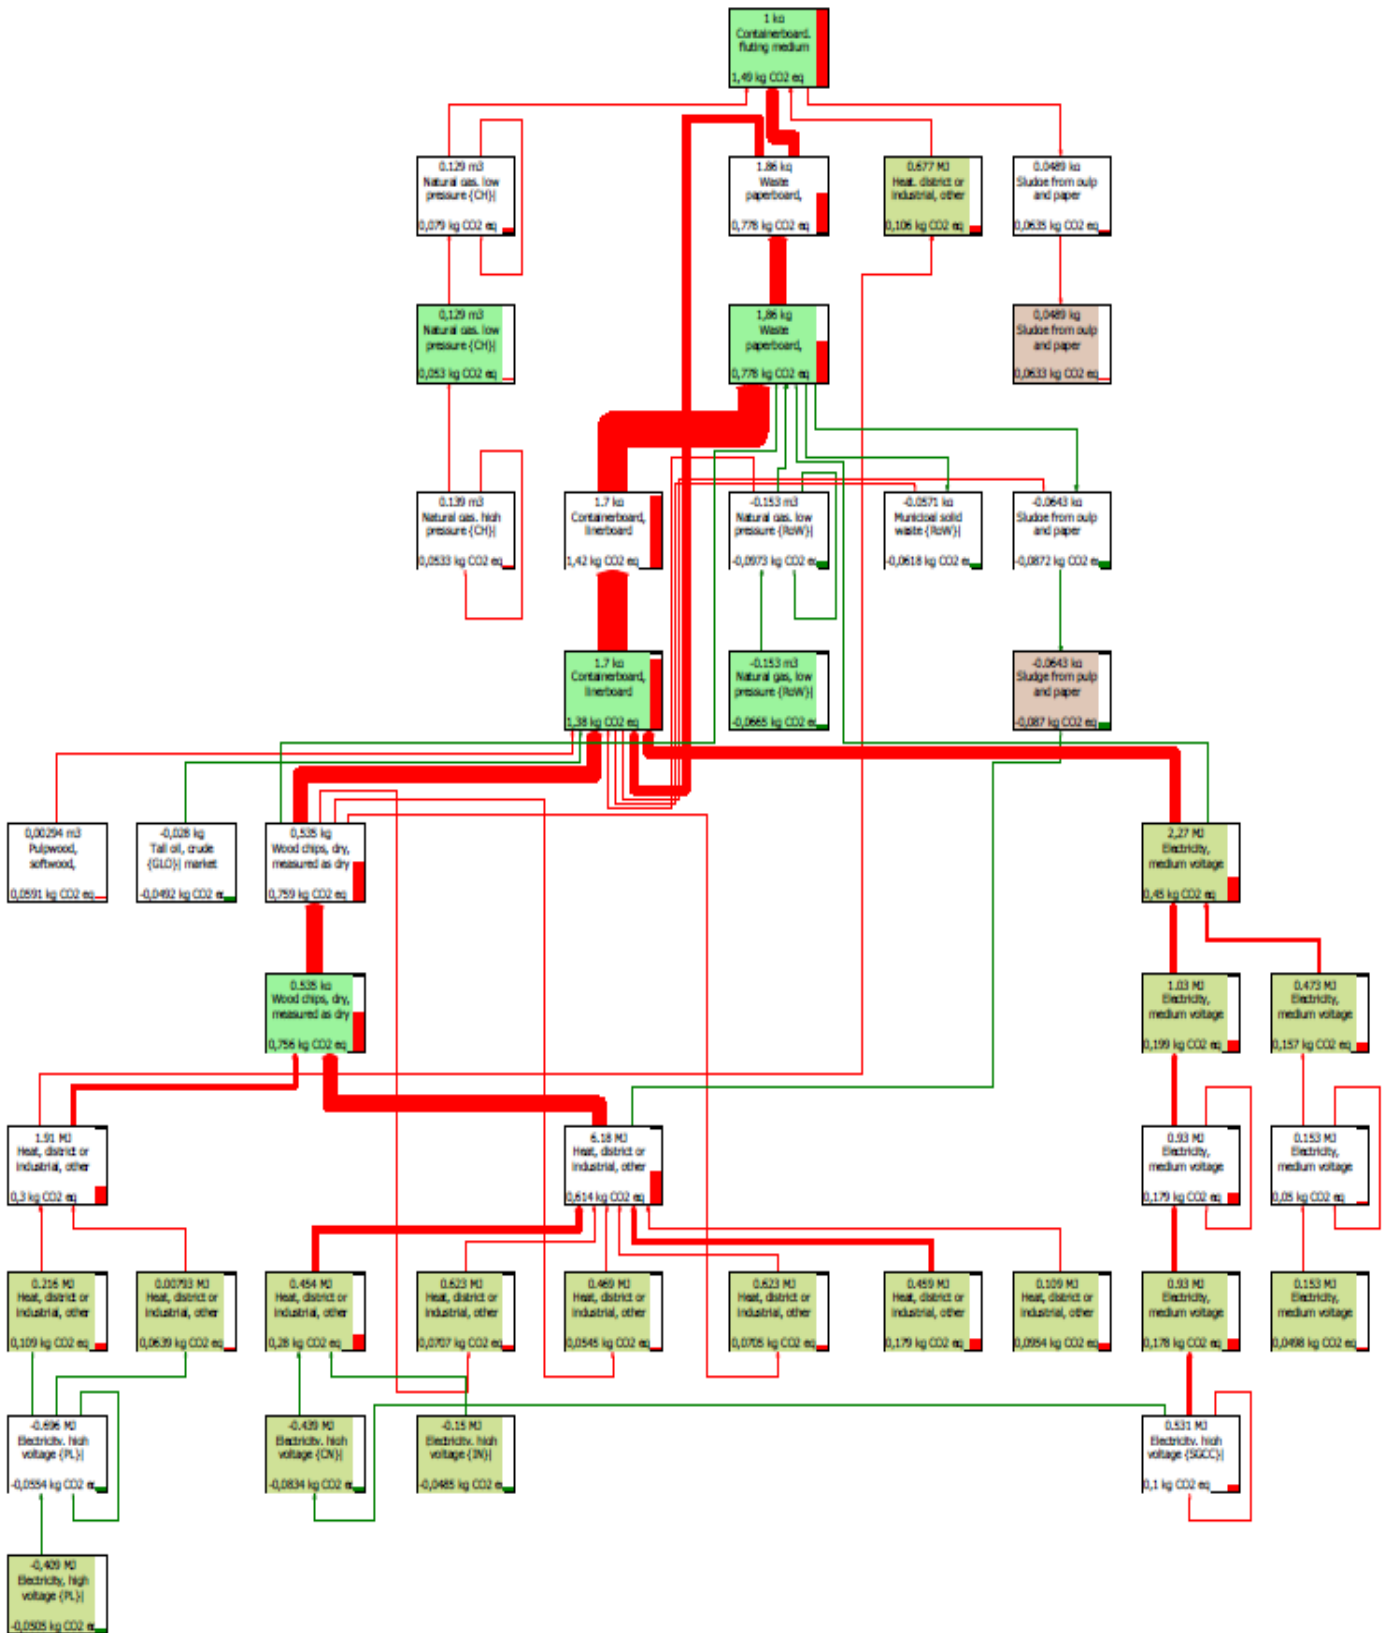 1 kg
Containerboard,
fluting medium
1,49 kg CO2 eq
0.129 m3
Natural gas, low
pressure {CH}|
0,079 kg CO2 eq
1.86 kg
Waste
paperboard,
0,778 kg CO2 eq
0.677 MJ
Heat, district or
industrial, other
0,106 kg CO2 eq
0.0489 kg
Sludge from pulp
and paper
0,0635 kg CO2 eq
0,129 m3
Natural gas, low
pressure {CH}|
0,053 kg CO2 eq
1,86 kg
Waste
paperboard,
0,778 kg CO2 eq
0,0489 kg
Sludge from pulp
and paper
0,0633 kg CO2 eq
0.139 m3
Natural gas, high
pressure {CH}|
0,0533 kg CO2 eq
1.7 kg
Containerboard,
linerboard
1,42 kg CO2 eq
-0.153 m3
Natural gas, low
pressure {RoW}|
-0,0973 kg CO2 eq
-0.0571 kg
Municipal solid
waste {RoW}|
-0,0618 kg CO2 e
-0.0643 kg
Sludge from pulp
and paper
-0,0872 kg CO2 eq
1.7 kg
Containerboard,
linerboard
1,38 kg CO2 eq
-0.153 m3
Natural gas, low
pressure {RoW}|
-0,0665 kg CO2 e
-0.0643 kg
Sludge from pulp
and paper
-0,087 kg CO2 eq
0,00294 m3
Pulpwood,
softwood,
0,0591 kg CO2 eq
-0,028 kg
Tall oil, crude
{GLO}| market
-0,0492 kg CO2 e
0,535 kg
Wood chips, dry,
measured as dry
0,759 kg CO2 eq
2,27 MJ
Electricity,
medium voltage
0,45 kg CO2 eq
0.535 kg
Wood chips, dry,
measured as dry
0,756 kg CO2 eq
1.03 MJ
Electricity,
medium voltage
0,199 kg CO2 eq
0.473 MJ
Electricity,
medium voltage
0,157 kg CO2 eq
1.91 MJ
Heat, district or
industrial, other
0,3 kg CO2 eq
6.18 MJ
Heat, district or
industrial, other
0,614 kg CO2 eq
0.93 MJ
Electricity,
medium voltage
0,179 kg CO2 eq
0.153 MJ
Electricity,
medium voltage
0,05 kg CO2 eq
0.216 MJ
Heat, district or
industrial, other
0,109 kg CO2 eq
0.00793 MJ
Heat, district or
industrial, other
0,0639 kg CO2 eq
0.454 MJ
Heat, district or
industrial, other
0,28 kg CO2 eq
0.623 MJ
Heat, district or
industrial, other
0,0707 kg CO2 eq
0.469 MJ
Heat, district or
industrial, other
0,0545 kg CO2 eq
0.623 MJ
Heat, district or
industrial, other
0,0705 kg CO2 eq
0.459 MJ
Heat, district or
industrial, other
0,179 kg CO2 eq
0.109 MJ
Heat, district or
industrial, other
0,0954 kg CO2 eq
0.93 MJ
Electricity,
medium voltage
0,178 kg CO2 eq
0.153 MJ
Electricity,
medium voltage
0,0498 kg CO2 eq
-0.696 MJ
Electricity, high
voltage {PL}|
-0,0554 kg CO2 e
-0.439 MJ
Electricity, high
voltage {CN}|
-0,0834 kg CO2 e
-0.15 MJ
Electricity, high
voltage {IN}|
-0,0485 kg CO2 e
0.531 MJ
Electricity, high
voltage {SGCC}|
0,1 kg CO2 eq
-0,409 MJ
Electricity, high
voltage {PL}|
-0,0505 kg CO2 e